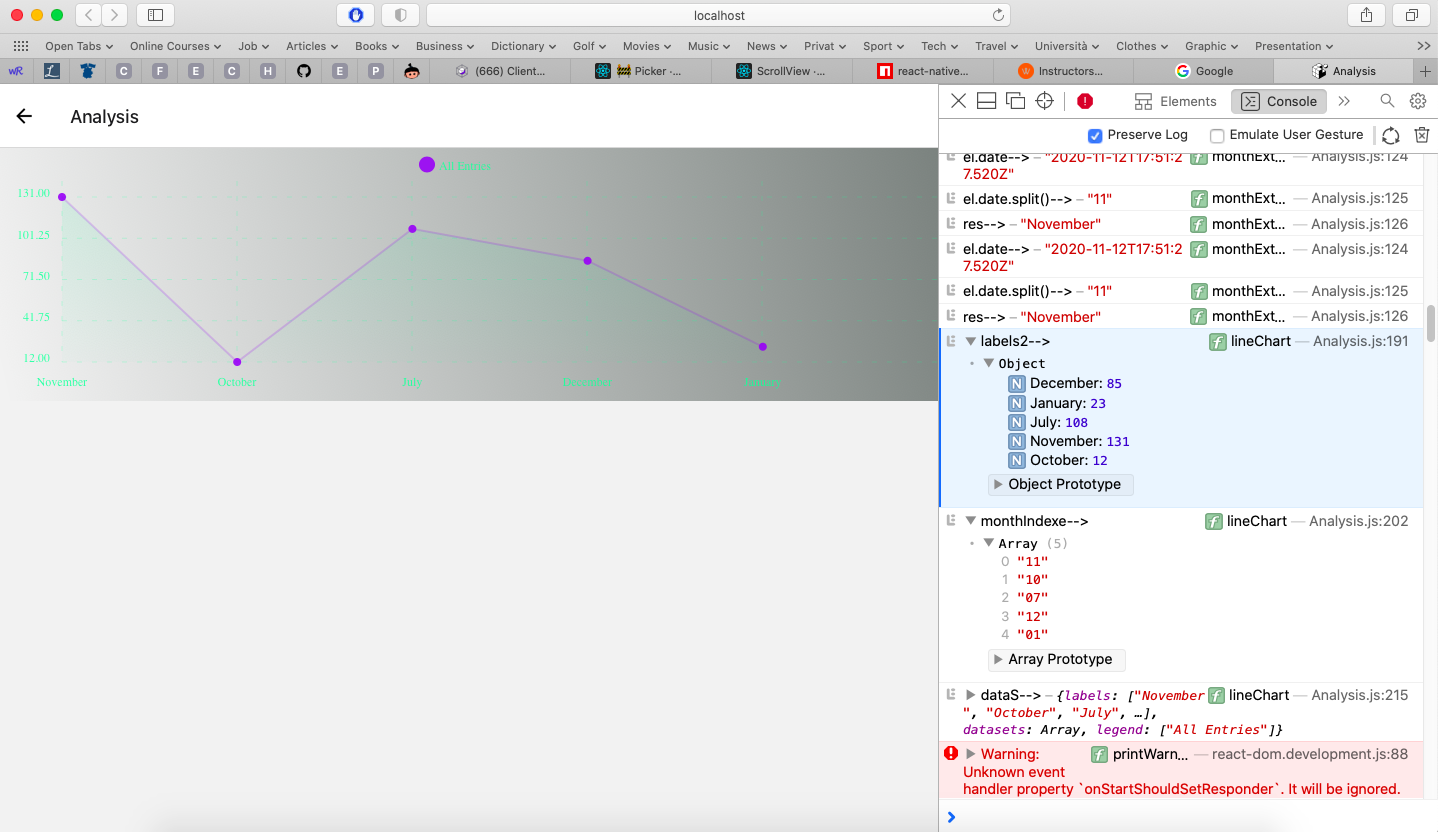 localhost
Open Tabs Online Courses Job Articles Books Business Dictionary Golf Movies Music News Privat Sport Tech Travel Università Clothes Graphic Presentation
wR L C F E C H E P (666) Client... 🚧 Picker ·... ScrollView ·... react-native... Instructors... Google Analysis
Analysis
Elements Console
Preserve Log Emulate User Gesture
All Entries
131.00
101.25
71.50
41.75
12.00
November October July December January
el.date--> – "2020-11-12T17:51:2 f monthExt... — Analysis.js:124
7.520Z"
el.date.split()--> – "11" f monthExt... — Analysis.js:125
res--> – "November" f monthExt... — Analysis.js:126
el.date--> – "2020-11-12T17:51:2 f monthExt... — Analysis.js:124
7.520Z"
el.date.split()--> – "11" f monthExt... — Analysis.js:125
res--> – "November" f monthExt... — Analysis.js:126
labels2--> f lineChart — Analysis.js:191
Object
N December: 85
N January: 23
N July: 108
N November: 131
N October: 12
Object Prototype
monthIndexe--> f lineChart — Analysis.js:202
Array (5)
0 "11"
1 "10"
2 "07"
3 "12"
4 "01"
Array Prototype
dataS--> – {labels: ["November f lineChart — Analysis.js:215
", "October", "July", …],
datasets: Array, legend: ["All Entries"]}
Warning: f printWarn... — react-dom.development.js:88
Unknown event
handler property `onStartShouldSetResponder`. It will be ignored.